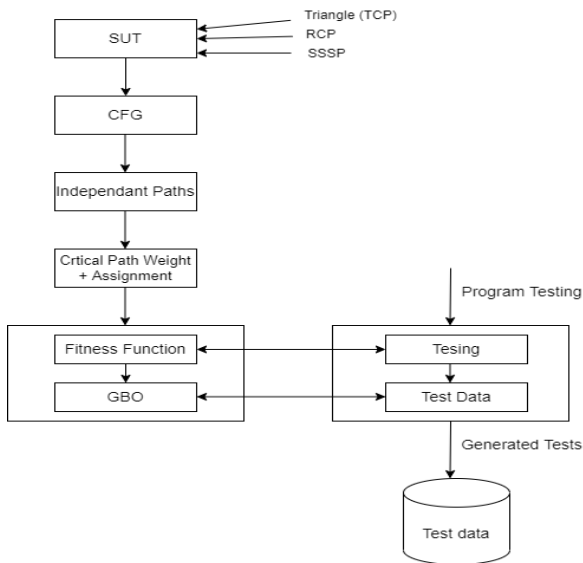 Triangle (TCP)
RCP
SSSP
SUT
CFG
Independant Paths
Crtical Path Weight
+ Assignment
Program Testing
Fitness Function
Tesing
GBO
Test Data
Generated Tests
Test data